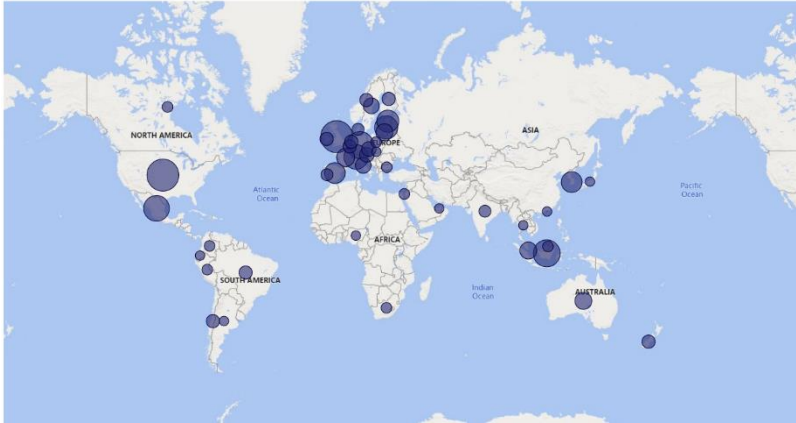 ASIA
NORTH AMERICA
EUROPE
Atlantic
Ocean
Pacific
Ocean
AFRICA
SOUTH AMERICA
Indian
Ocean
AUSTRALIA